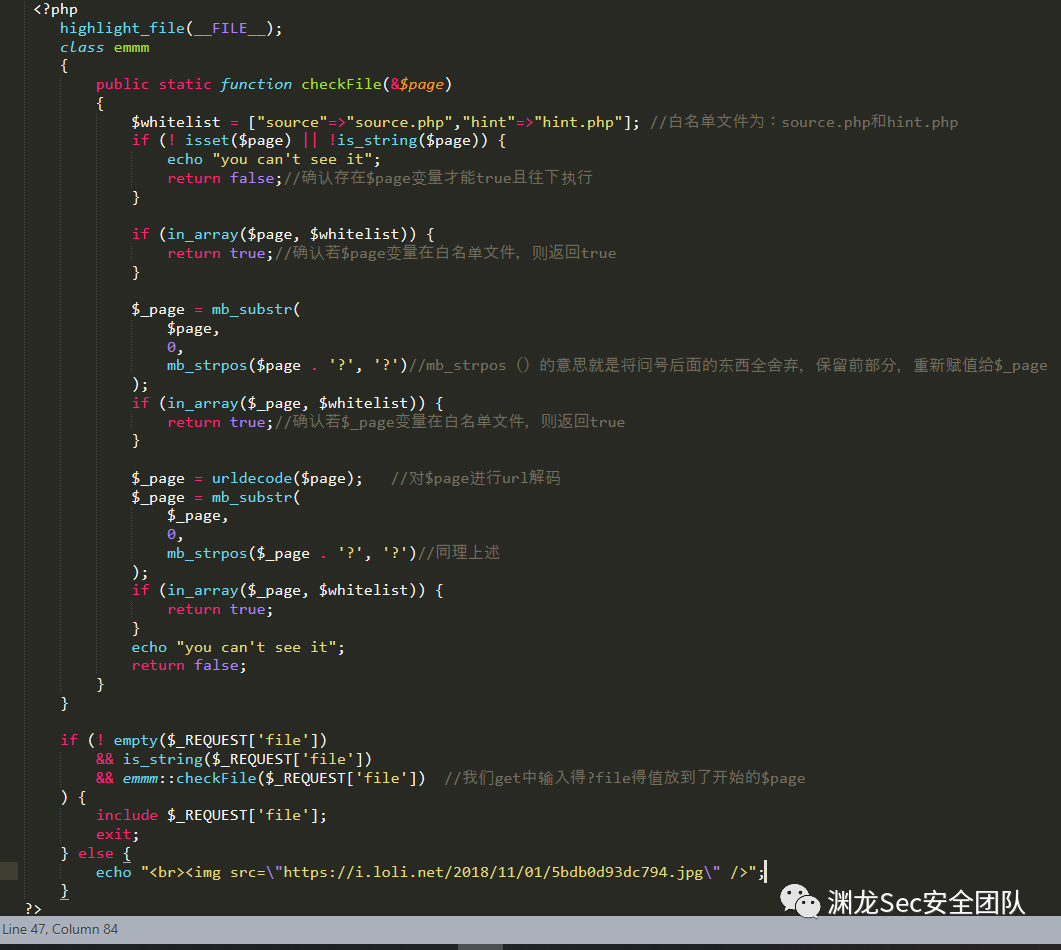 <?php
highlight_file(__FILE__);
class emmm
{
public static function checkFile(&$page)
{
$whitelist = ["source"=>"source.php","hint"=>"hint.php"]; //白名单文件为：source.php和hint.php
if (! isset($page) || !is_string($page)) {
echo "you can't see it";
return false;//确认存在$page变量才能true且往下执行
}
if (in_array($page, $whitelist)) {
return true;//确认若$page变量在白名单文件，则返回true
}
$_page = mb_substr(
$page,
0,
mb_strpos($page . '?', '?')//mb_strpos（）的意思就是将问号后面的东西全舍弃，保留前部分，重新赋值给$_page
);
if (in_array($_page, $whitelist)) {
return true;//确认若$_page变量在白名单文件，则返回true
}
$_page = urldecode($page); //对$page进行url解码
$_page = mb_substr(
$_page,
0,
mb_strpos($_page . '?', '?')//同理上述
);
if (in_array($_page, $whitelist)) {
return true;
}
echo "you can't see it";
return false;
}
}
if (! empty($_REQUEST['file'])
&& is_string($_REQUEST['file'])
&& emmm::checkFile($_REQUEST['file']) //我们get中输入得?file得值放到了开始的$page
) {
include $_REQUEST['file'];
exit;
} else {
echo "<br><img src=\"https://i.loli.net/2018/11/01/5bdb0d93dc794.jpg\" />";
}
?>
渊龙Sec安全团队
Line 47, Column 84